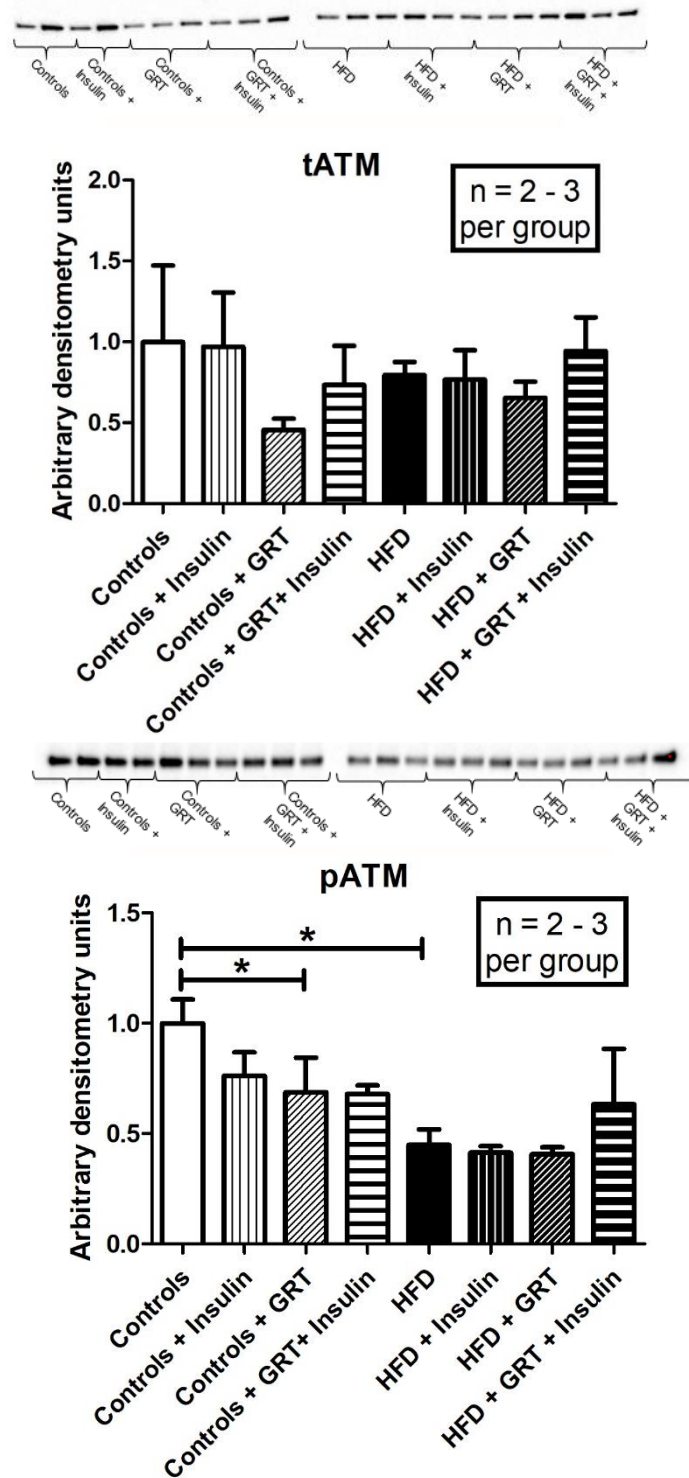 Controls
Controls +
Insulin
Controls +
GRT
Controls +
GRT +
Insulin
HFD
HFD +
Insulin
HFD +
GRT
HFD +
GRT +
Insulin
tATM
n = 2 - 3
per group
Arbitrary densitometry units
2.0
1.5
1.0
0.5
0.0
Controls
Controls + Insulin
Controls + GRT
Controls + GRT+ Insulin
HFD
HFD + Insulin
HFD + GRT
HFD + GRT + Insulin
Controls
Controls +
Insulin
Controls +
GRT
Controls +
GRT +
Insulin
HFD
HFD +
Insulin
HFD +
GRT
HFD +
GRT +
Insulin
pATM
n = 2 - 3
per group
Arbitrary densitometry units
1.5
1.0
0.5
0.0
*
*
Controls
Controls + Insulin
Controls + GRT
Controls + GRT+ Insulin
HFD
HFD + Insulin
HFD + GRT
HFD + GRT + Insulin